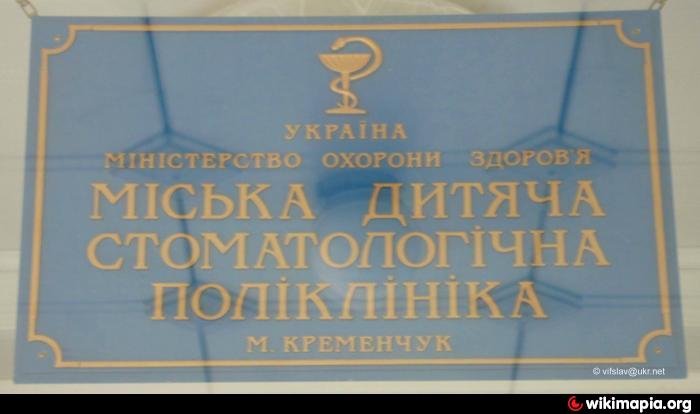 УКРАЇНА
МІНІСТЕРСТВО ОХОРОНИ ЗДОРОВ'Я
МІСЬКА ДИТЯЧА
СТОМАТОЛОГІЧНА
ПОЛІКЛІНІКА
М. КРЕМЕНЧУК
© vifslav@ukr.net
wikimapia.org